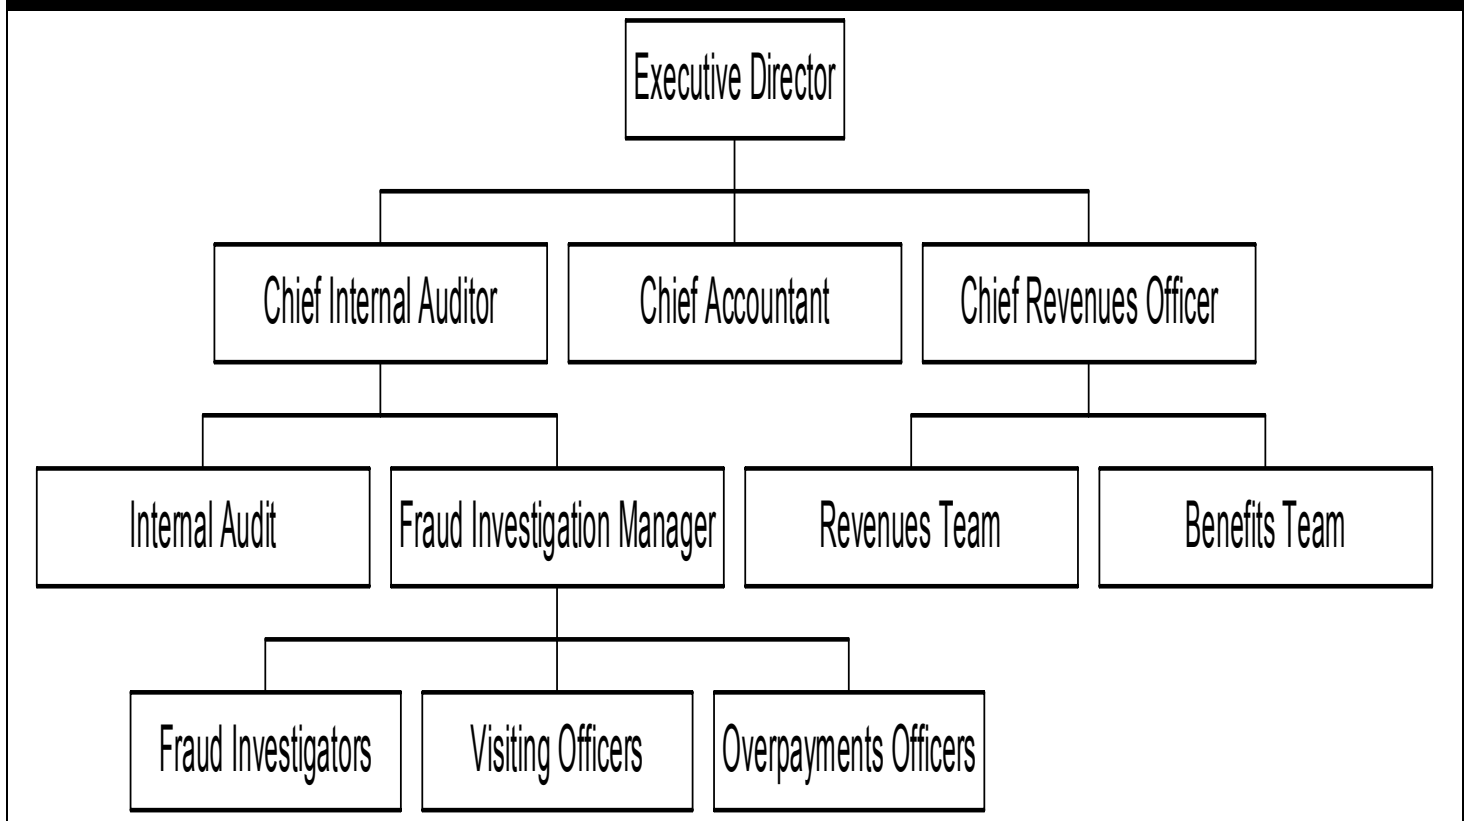 Executive Director
Chief Internal Auditor
Chief Accountant
Chief Revenues Officer
Internal Audit
Fraud Investigation Manager
Revenues Team
Benefits Team
Fraud Investigators
Visiting Officers
Overpayments Officers